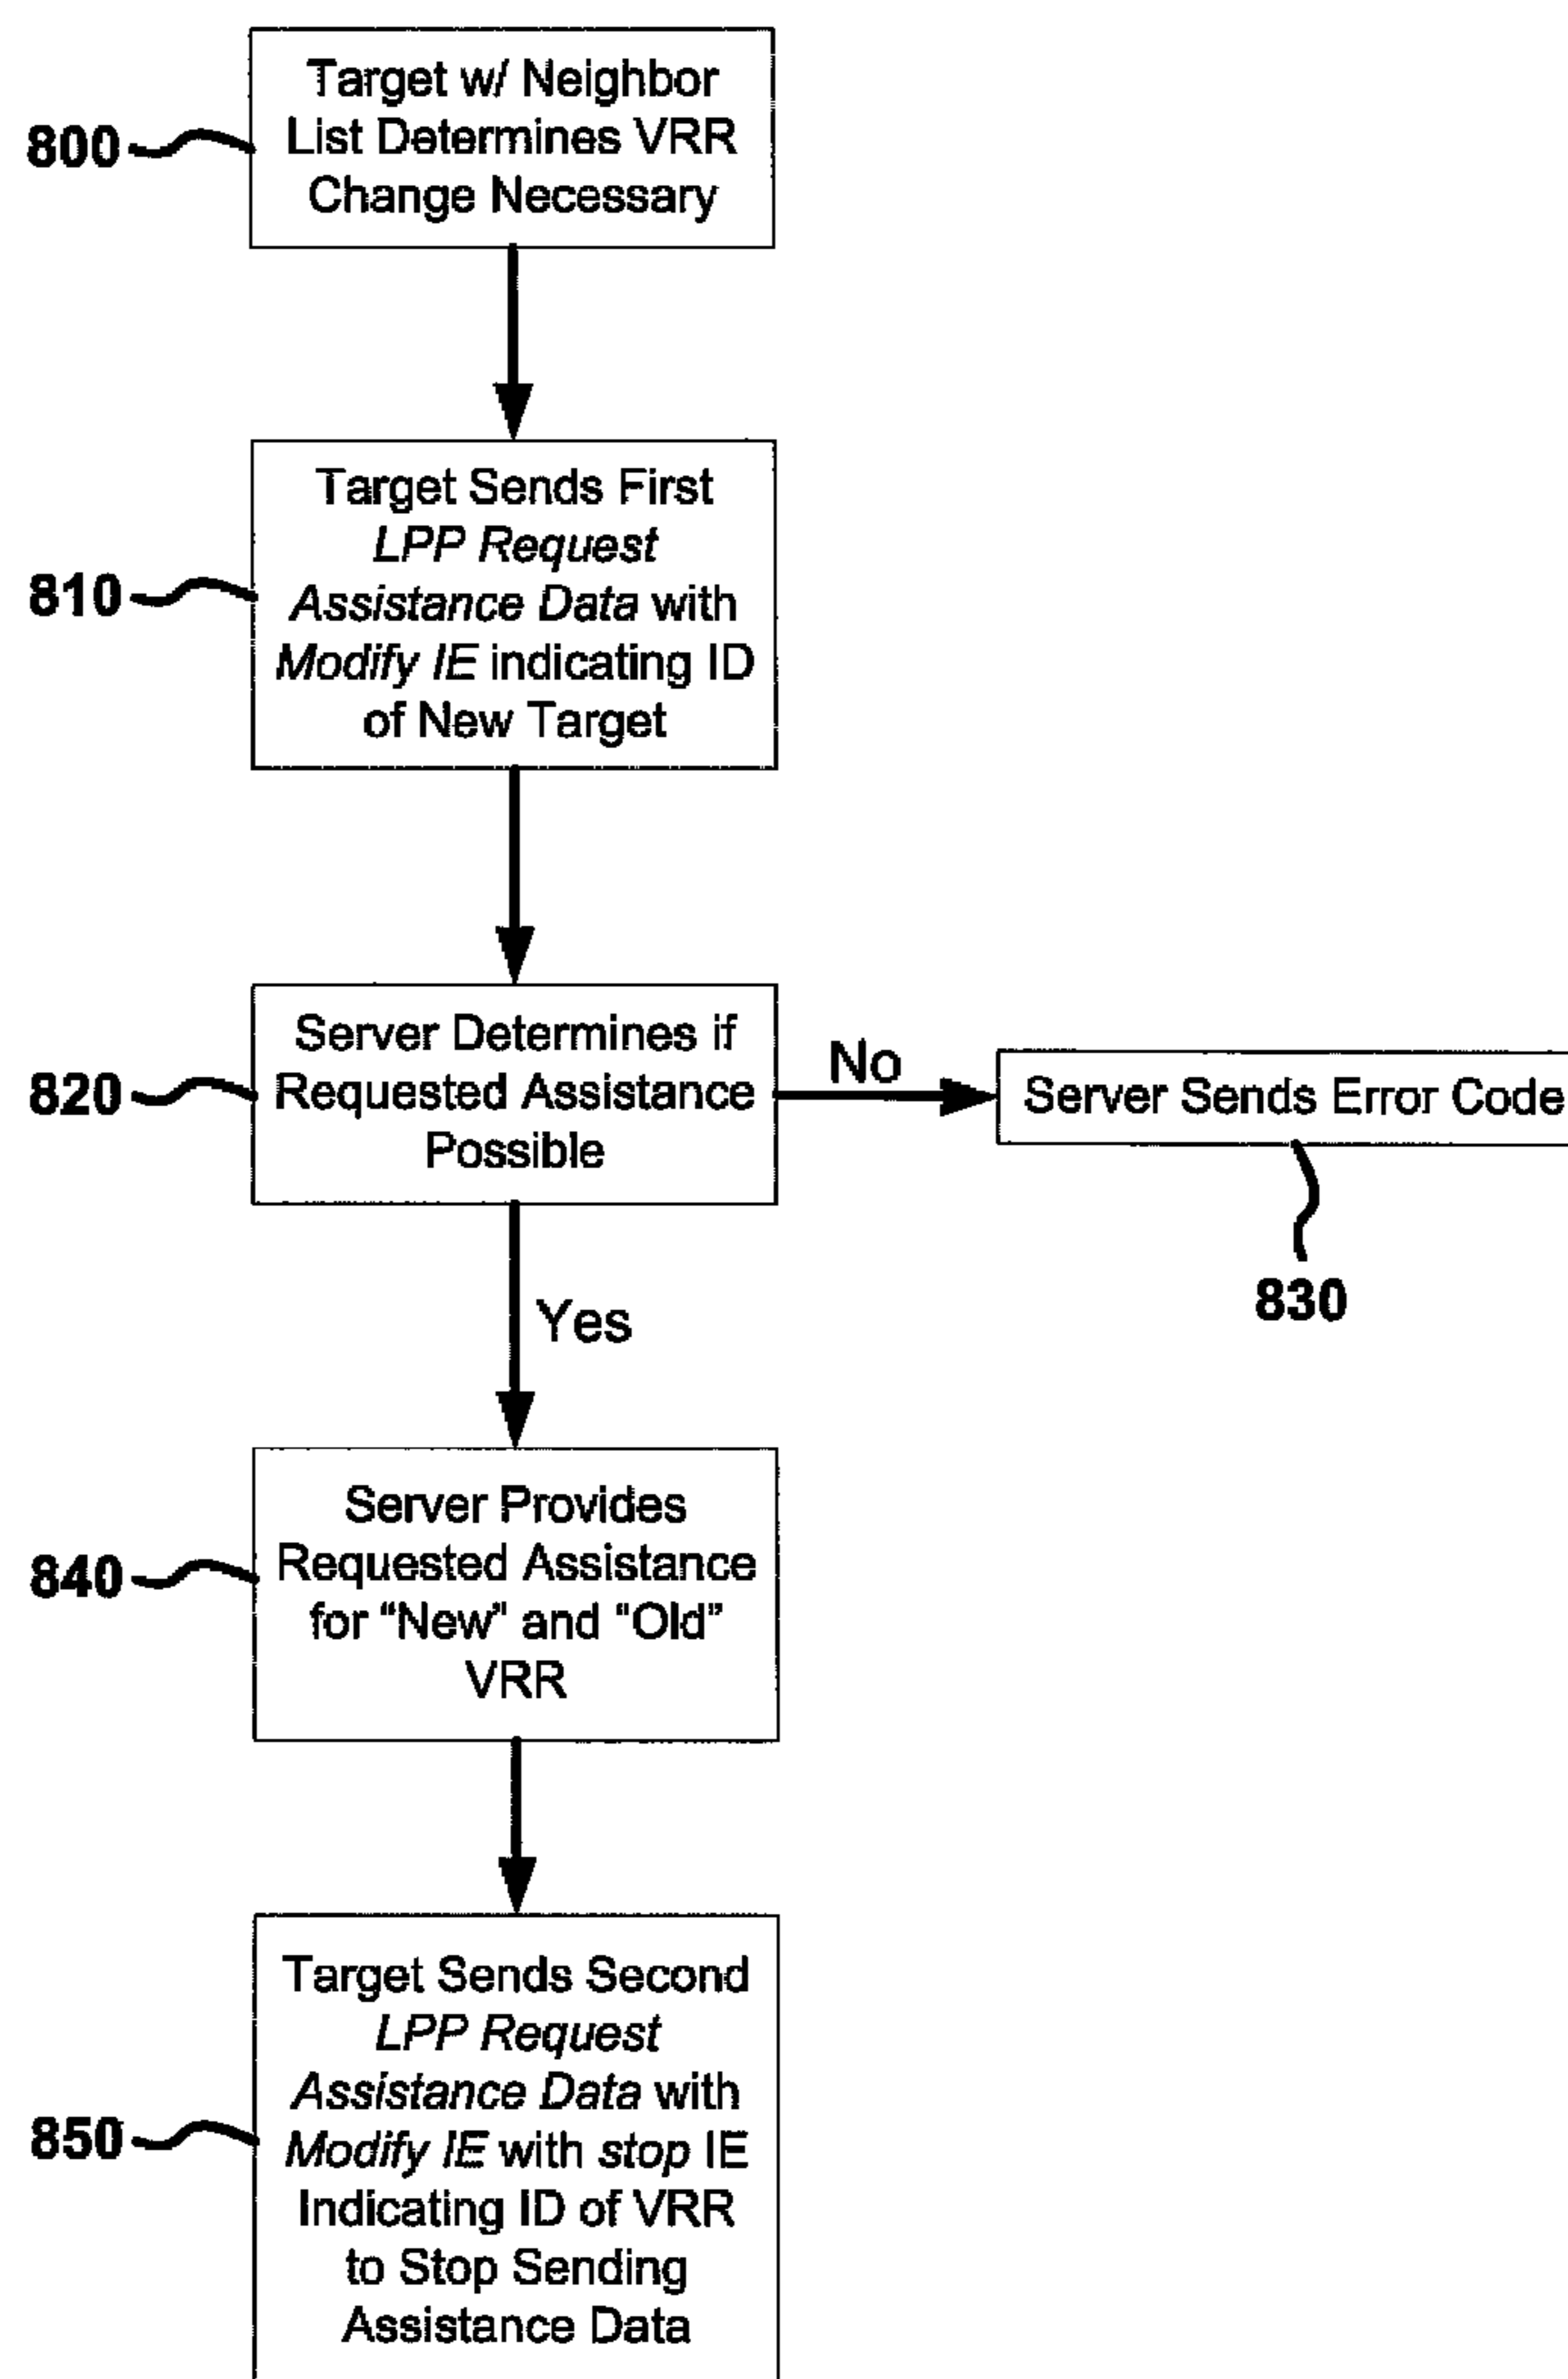 Target w/ Neighbor
List Determines VRR
Change Necessary
800
Target Sends First
LPP Request
Assistance Data with
Modify IE indicating ID
of New Target
810
Server Determines if
Requested Assistance
Possible
820
No
Server Sends Error Code
830
Yes
Server Provides
Requested Assistance
for “New” and “Old”
VRR
840
Target Sends Second
LPP Request
Assistance Data with
Modify IE with stop IE
Indicating ID of VRR
to Stop Sending
Assistance Data
850